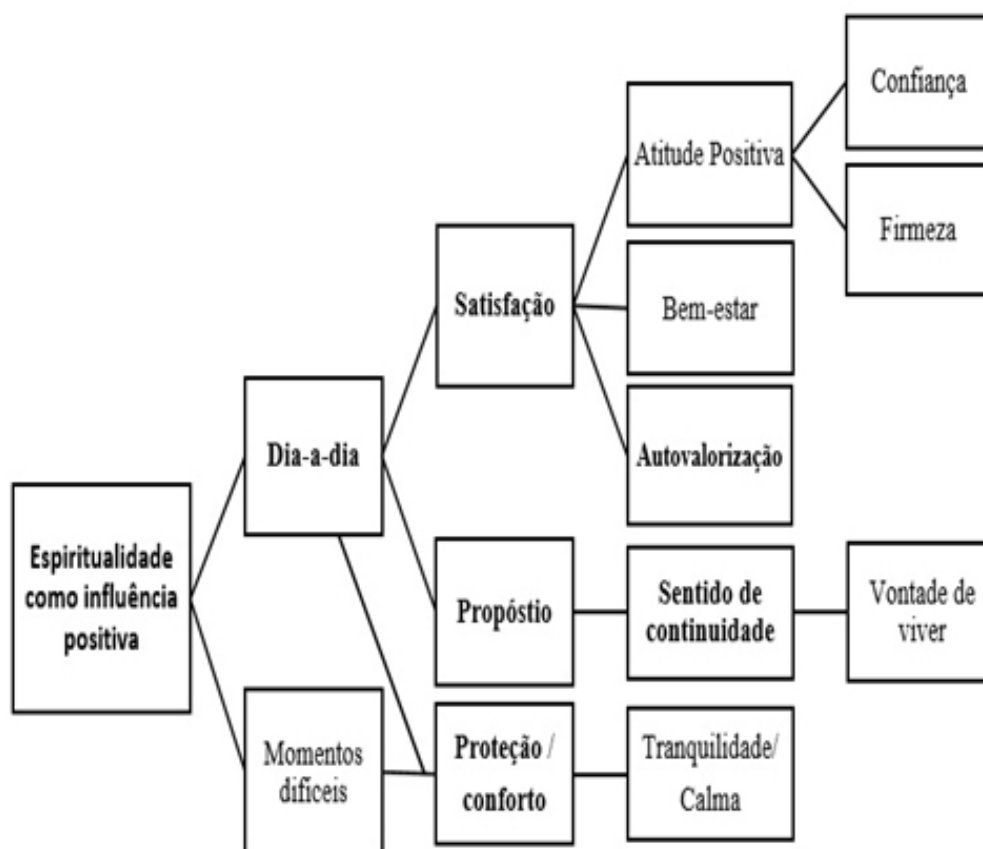 Espiritualidade
como influência
positiva
Dia-a-dia
Momentos
difíceis
Satisfação
Propóstio
Proteção /
conforto
Atitude Positiva
Bem-estar
Autovalorização
Sentido de
continuidade
Tranquilidade/
Calma
Confiança
Firmeza
Vontade de
viver